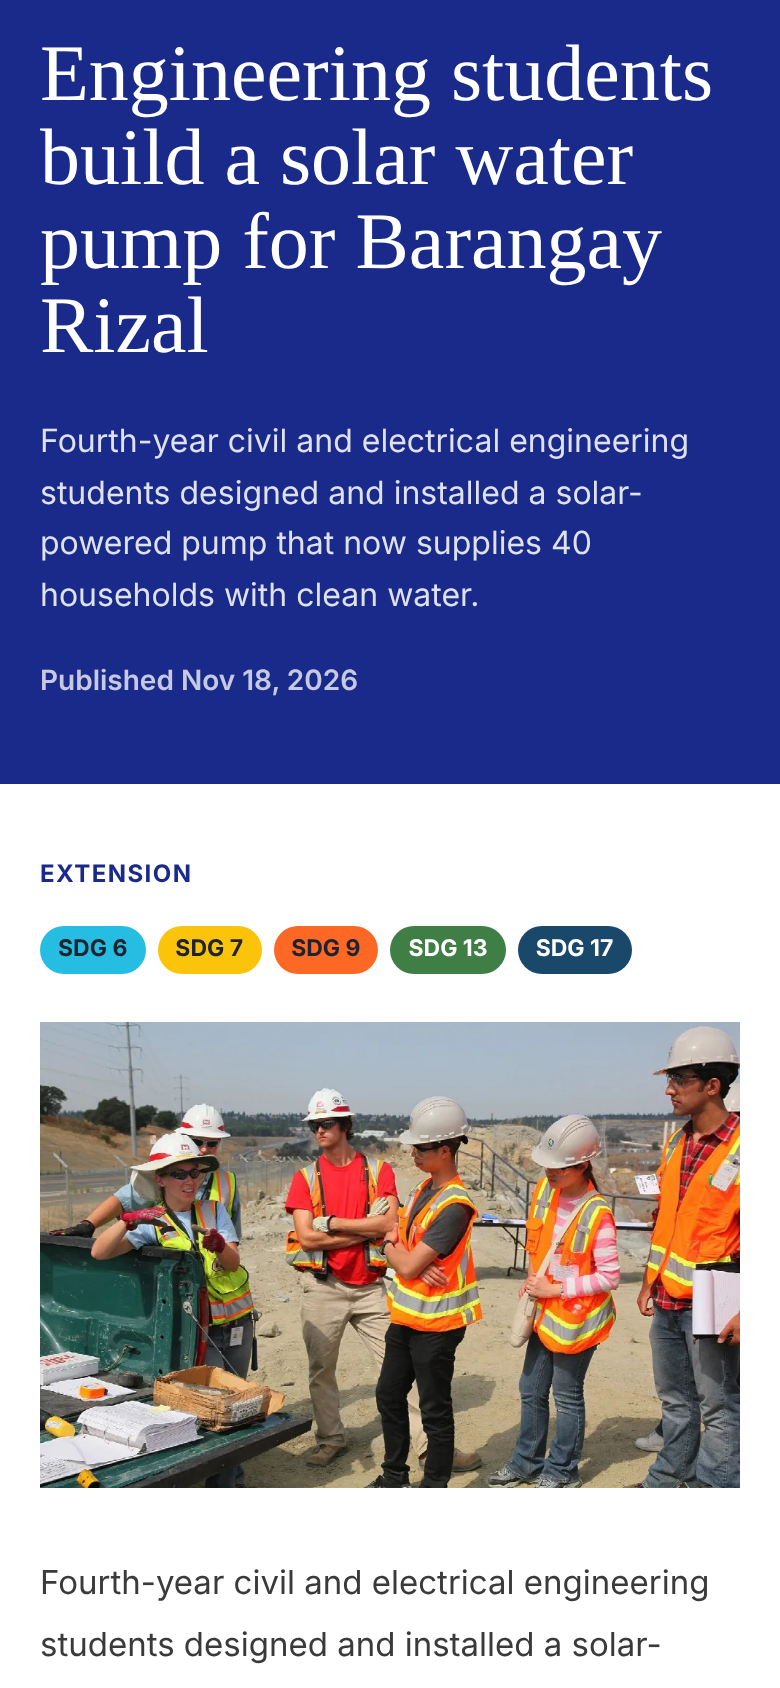 Engineering students
build a solar water
pump for Barangay
Rizal
Fourth-year civil and electrical engineering
students designed and installed a solar-
powered pump that now supplies 40
households with clean water.
Published Nov 18, 2026
EXTENSION
SDG 6 SDG 7 SDG 9 SDG 13 SDG 17
Fourth-year civil and electrical engineering
students designed and installed a solar-